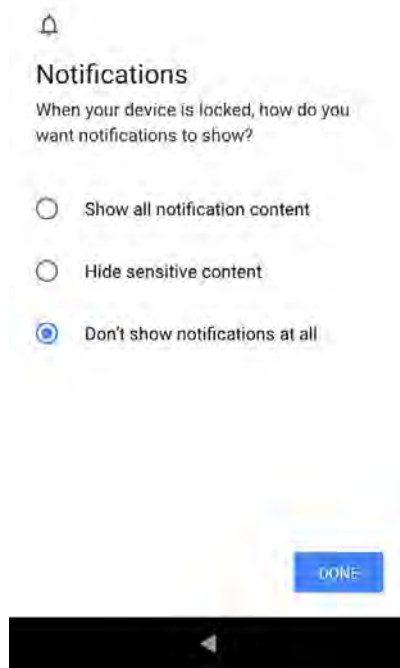 Notifications
When your device is locked, how do you
want notifications to show?
Show all notification content
Hide sensitive content
Don't show notifications at all
DONE